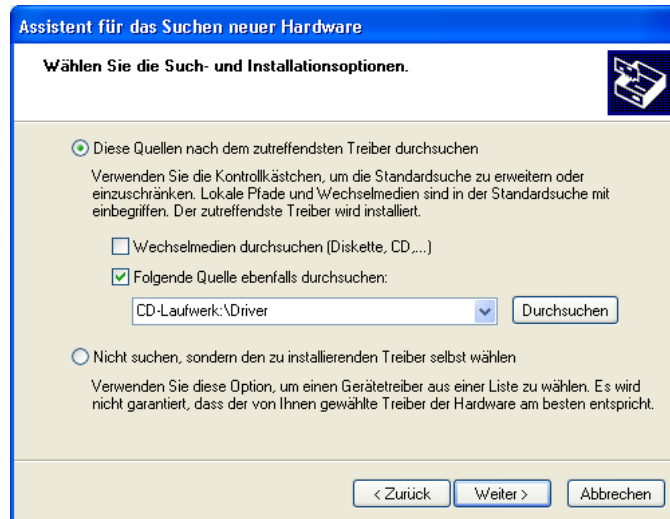 Assistent für das Suchen neuer Hardware
Wählen Sie die Such- und Installationsoptionen.
Diese Quellen nach dem zutreffendsten Treiber durchsuchen
Verwenden Sie die Kontrollkästchen, um die Standardsuche zu erweitern oder
einzuschränken. Lokale Pfade und Wechselmedien sind in der Standardsuche mit
einbegriffen. Der zutreffendste Treiber wird installiert.
Wechselmedien durchsuchen (Diskette, CD,...)
Folgende Quelle ebenfalls durchsuchen:
CD-Laufwerk:\Driver Durchsuchen
Nicht suchen, sondern den zu installierenden Treiber selbst wählen
Verwenden Sie diese Option, um einen Gerätetreiber aus einer Liste zu wählen. Es wird
nicht garantiert, dass der von Ihnen gewählte Treiber der Hardware am besten entspricht.
< Zurück Weiter > Abbrechen